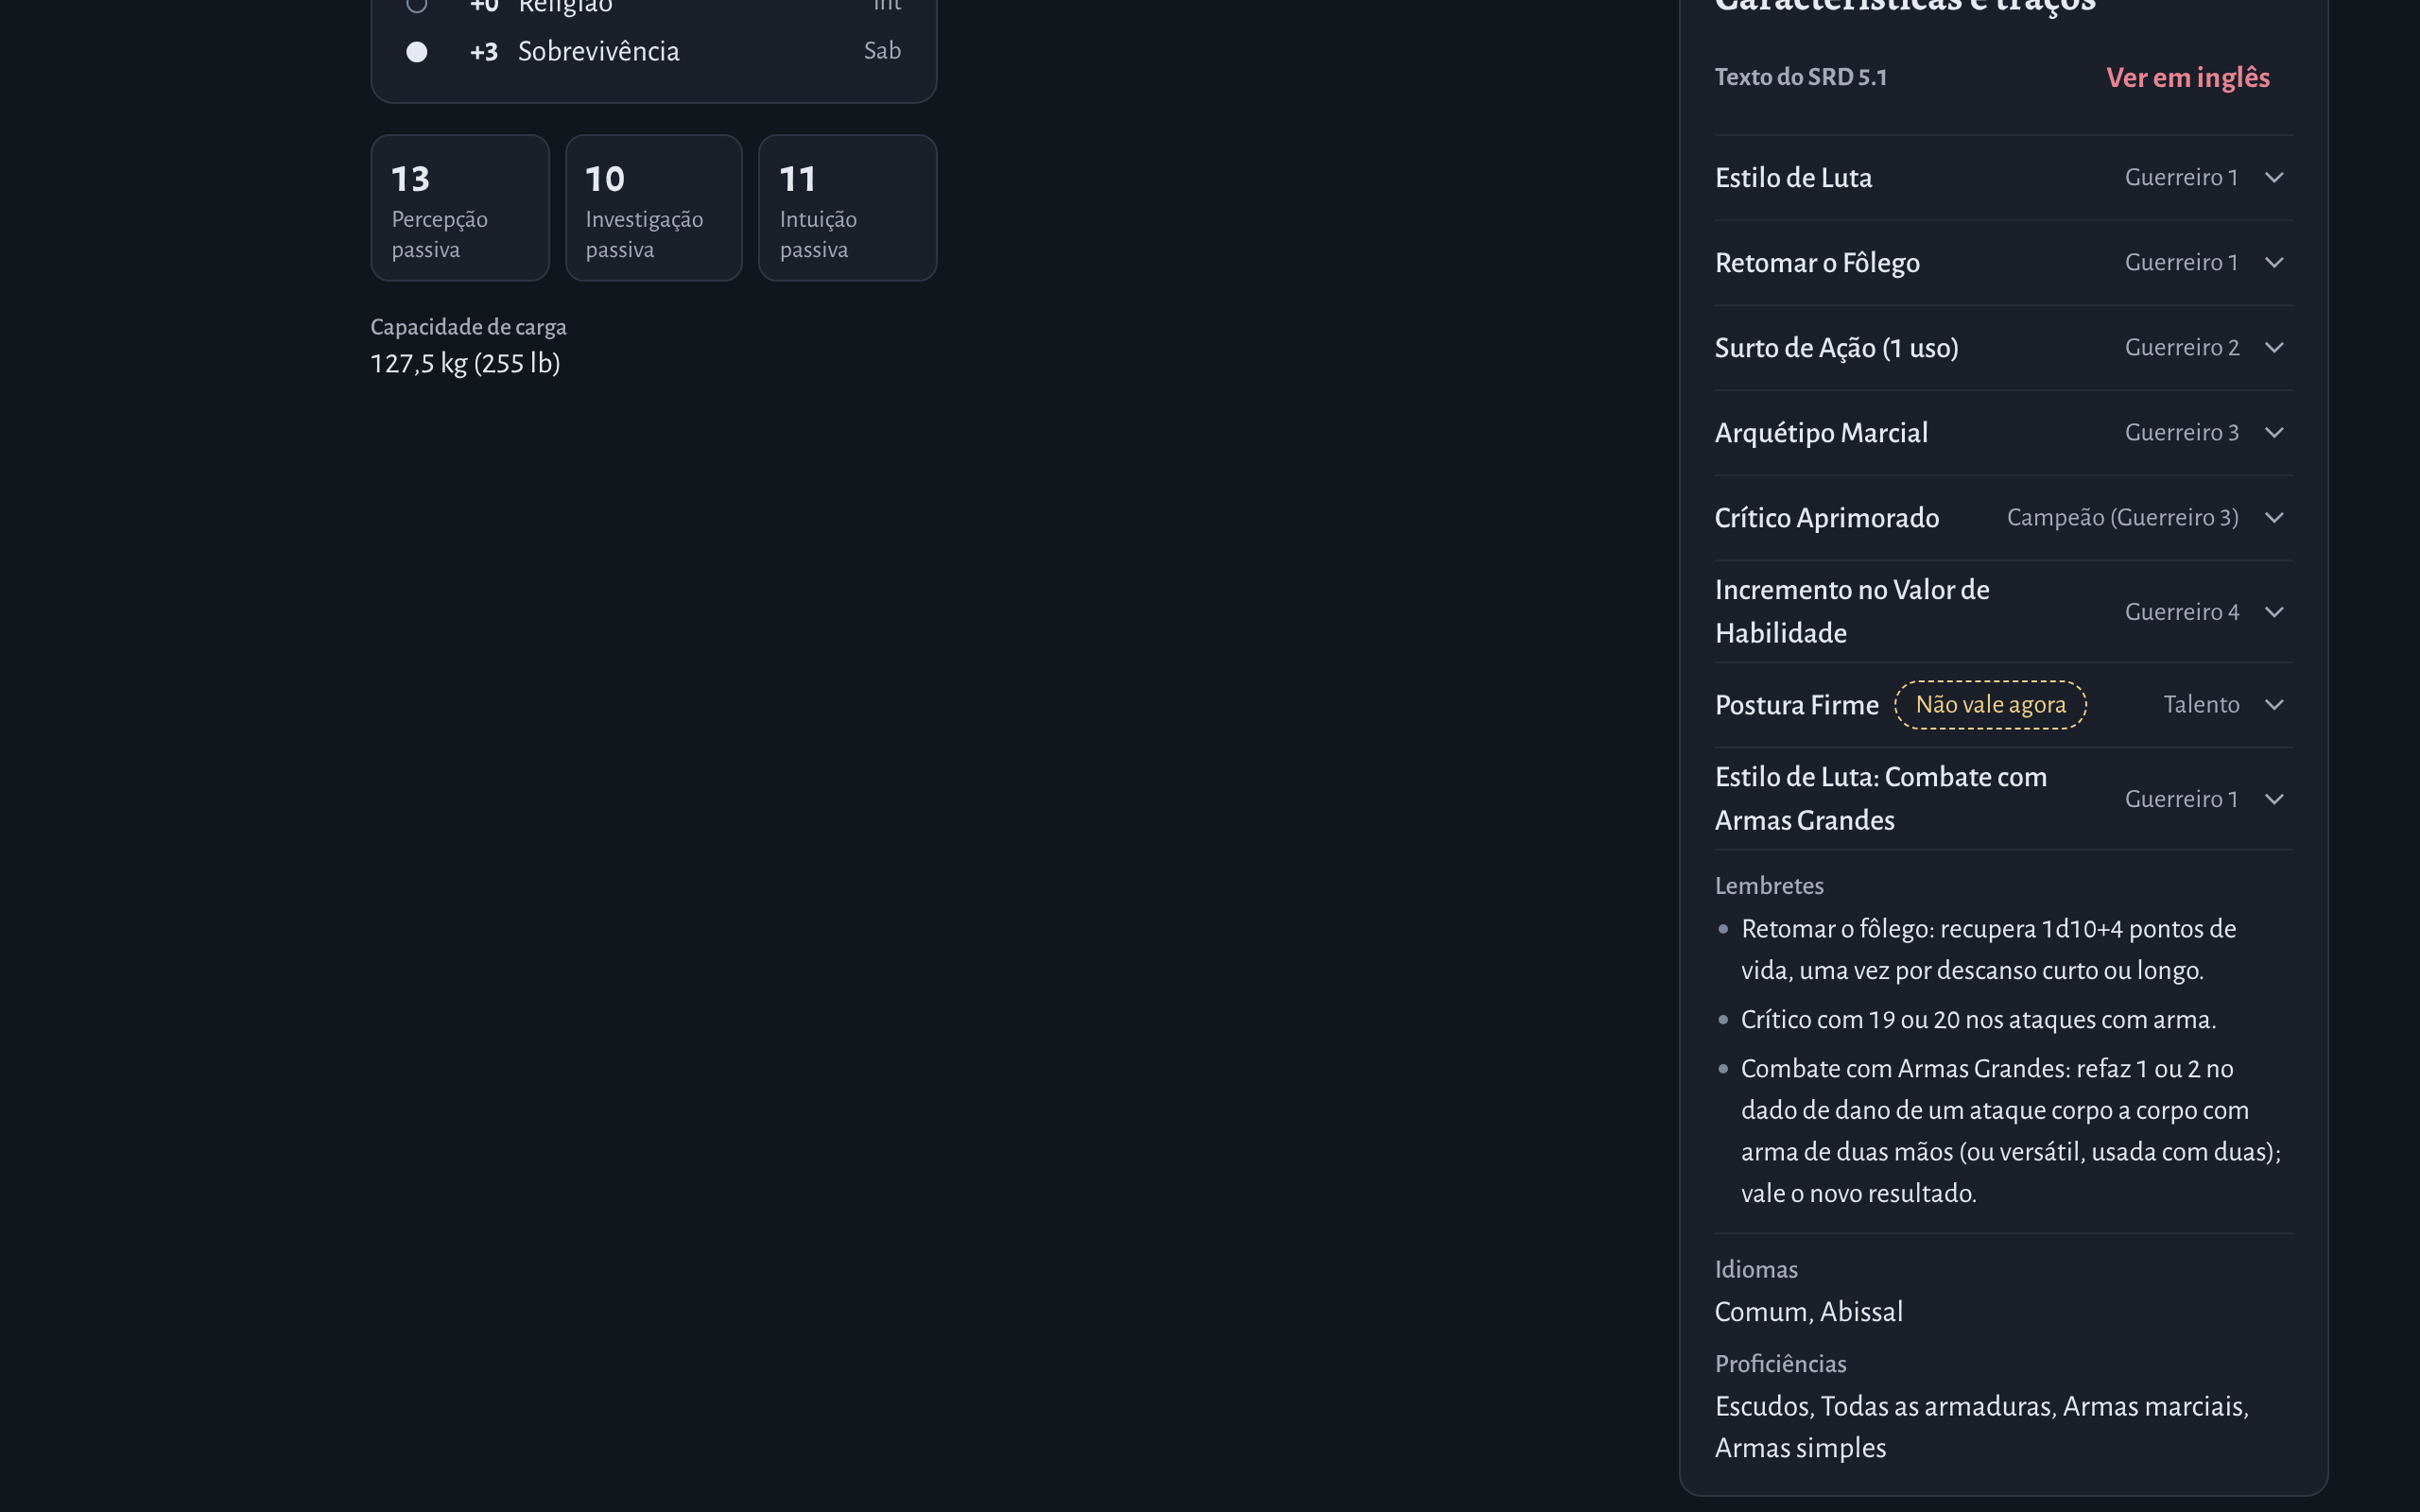 +0 Religião Int
+3 Sobrevivência Sab
13
Percepção
passiva
10
Investigação
passiva
11
Intuição
passiva
Capacidade de carga
127,5 kg (255 lb)
Características e traços
Texto do SRD 5.1 Ver em inglês
Estilo de Luta Guerreiro 1
Retomar o Fôlego Guerreiro 1
Surto de Ação (1 uso) Guerreiro 2
Arquétipo Marcial Guerreiro 3
Crítico Aprimorado Campeão (Guerreiro 3)
Incremento no Valor de
Habilidade Guerreiro 4
Postura Firme Não vale agora Talento
Estilo de Luta: Combate com
Armas Grandes Guerreiro 1
Lembretes
Retomar o fôlego: recupera 1d10+4 pontos de
vida, uma vez por descanso curto ou longo.
Crítico com 19 ou 20 nos ataques com arma.
Combate com Armas Grandes: refaz 1 ou 2 no
dado de dano de um ataque corpo a corpo com
arma de duas mãos (ou versátil, usada com duas);
vale o novo resultado.
Idiomas
Comum, Abissal
Proficiências
Escudos, Todas as armaduras, Armas marciais,
Armas simples